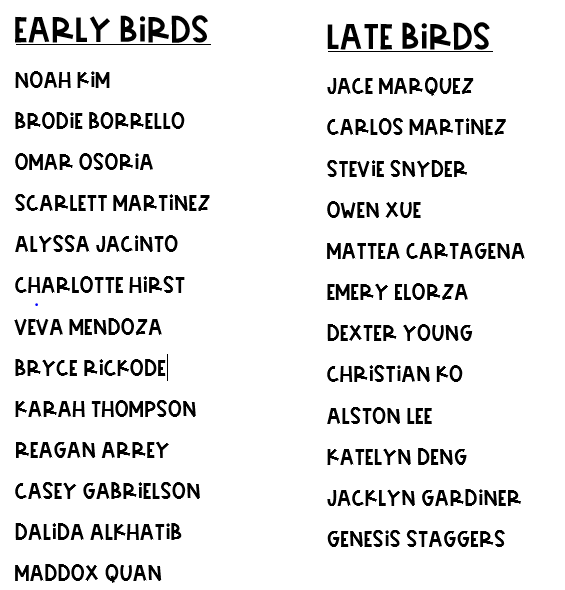 EARLY BiRDS
NOAH KiM
BRODiE BORRELLO
OMAR OSORiA
SCARLETT MARTiNEZ
ALYSSA JACiNTO
CHARLOTTE HiRST
VEVA MENDOZA
BRYCE RiCKODE
KARAH THOMPSON
REAGAN ARREY
CASEY GABRiELSON
DALiDA ALKHATiB
MADDOX QUAN
LATE BiRDS
JACE MARQUEZ
CARLOS MARTiNEZ
STEViE SNYDER
OWEN XUE
MATTEA CARTAGENA
EMERY ELORZA
DEXTER YOUNG
CHRiSTiAN KO
ALSTON LEE
KATELYN DENG
JACKLYN GARDiNER
GENESiS STAGGERS